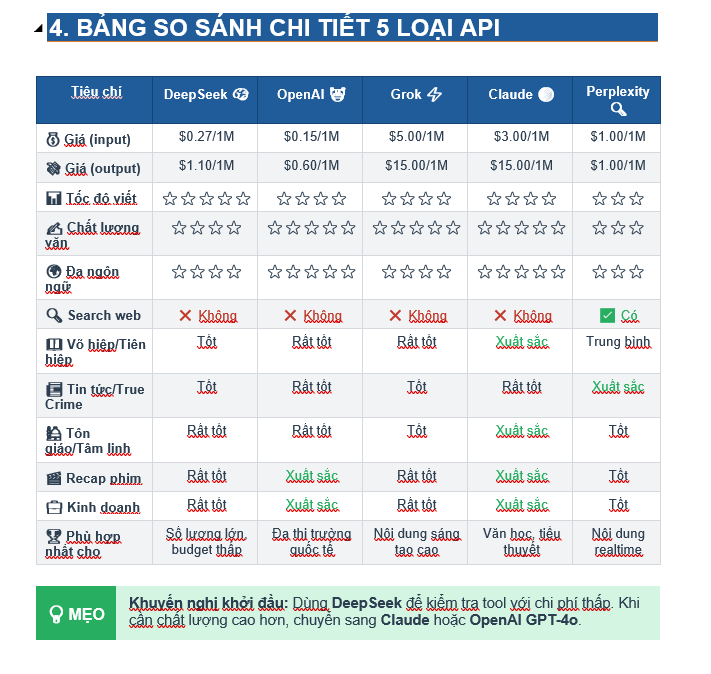 4. BẢNG SO SÁNH CHI TIẾT 5 LOẠI API
Tiêu chí DeepSeek OpenAI Grok Claude Perplexity
Giá (input) $0.27/1M $0.15/1M $5.00/1M $3.00/1M $1.00/1M
Giá (output) $1.10/1M $0.60/1M $15.00/1M $15.00/1M $1.00/1M
Tốc độ viết ☆☆☆☆☆ ☆☆☆☆ ☆☆☆☆ ☆☆☆☆ ☆☆☆
Chất lượng văn ☆☆☆☆ ☆☆☆☆☆ ☆☆☆☆☆ ☆☆☆☆☆ ☆☆☆
Đa ngôn ngữ ☆☆☆☆ ☆☆☆☆☆ ☆☆☆☆ ☆☆☆☆☆ ☆☆☆
Search web ❌ Không ❌ Không ❌ Không ❌ Không ✅ Có
Võ hiệp/Tiên hiệp Tốt Rất tốt Rất tốt Xuất sắc Trung bình
Tin tức/True Crime Tốt Rất tốt Tốt Rất tốt Xuất sắc
Tôn giáo/Tâm linh Rất tốt Rất tốt Tốt Xuất sắc Tốt
Recap phim Rất tốt Xuất sắc Rất tốt Xuất sắc Tốt
Kinh doanh Rất tốt Xuất sắc Rất tốt Xuất sắc Tốt
Phù hợp nhất cho Số lượng lớn, budget thấp Đa thị trường quốc tế Nội dung sáng tạo cao Văn học, tiểu thuyết Nội dung realtime
MẸO
Khuyến nghị khởi đầu: Dùng DeepSeek để kiểm tra tool với chi phí thấp. Khi
cần chất lượng cao hơn, chuyển sang Claude hoặc OpenAI GPT-4o.